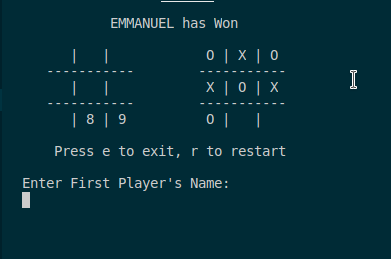 EMMANUEL has Won
| | O | X | O
----------- -----------
| | X | O | X
----------- -----------
| 8 | 9 O | |
Press e to exit, r to restart
Enter First Player's Name: